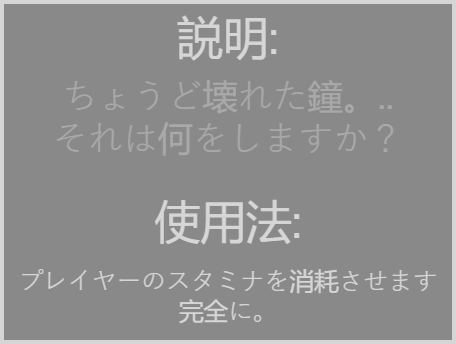 説明:
ちょうど壊れた鐘。..
それは何をしますか？
使用法:
プレイヤーのスタミナを消耗させます
完全に。